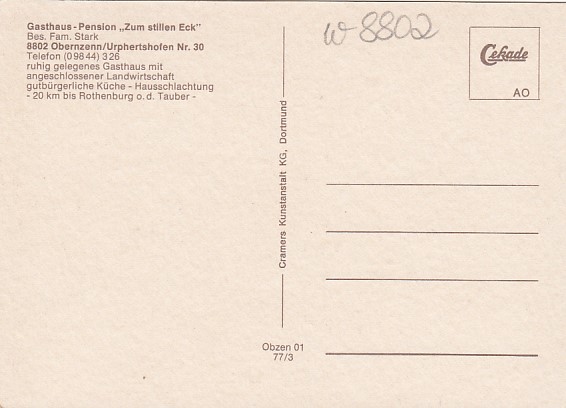 Gasthaus-Pension „Zum stillen Eck"
Bes. Fam. Stark
8802 Obernzenn/Urphertshofen Nr. 30
Telefon (09844) 326
ruhig gelegenes Gasthaus mit
angeschlossener Landwirtschaft
gutbürgerliche Küche - Hausschlachtung
- 20 km bis Rothenburg o. d. Tauber -
W 8802
Cekade
AO
Cramers Kunstanstalt KG, Dortmund
Obzen 01
77/3